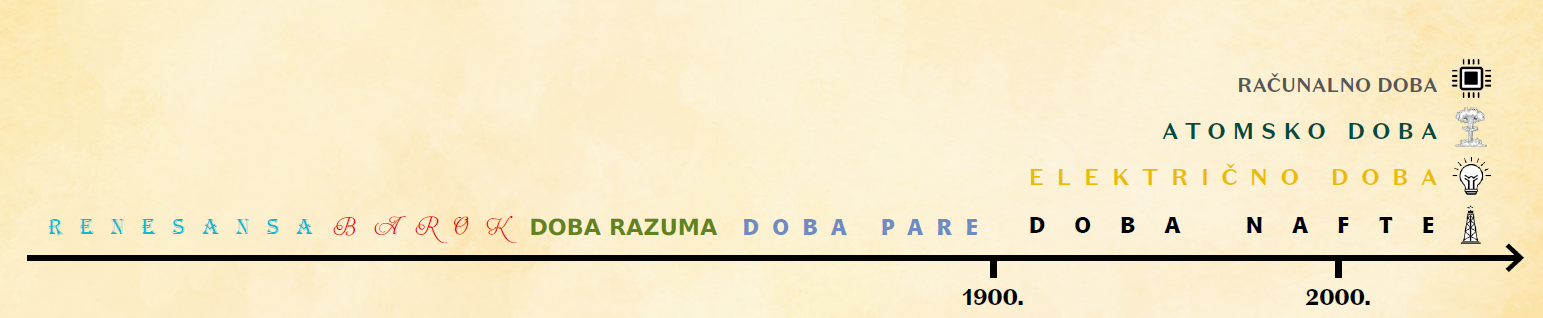 RAČUNALNO DOBA
ATOMSKO DOBA
ELEKTRIČNO DOBA
RENESANSA BAROK DOBA RAZUMA DOBA PARE DOBA NAFTE
1900. 2000.